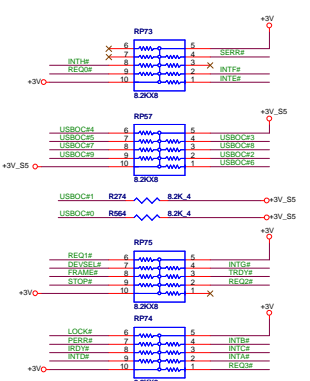 +3V
RP73
6 5
7 4 SERR#
INTH# 8 3
REQ0# 9 2 INTF#
+3V 10 1 INTE#
8.2KX8
+3V_S5
RP57
USBOC#4 6 5
USBOC#5 7 4 USBOC#3
USBOC#7 8 3 USBOC#8
USBOC#9 9 2 USBOC#2
+3V_S5 10 1 USBOC#6
8.2KX8
USBOC#1 R274 8.2K_4 +3V_S5
USBOC#0 R564 8.2K_4 +3V_S5
+3V
RP75
REQ1# 6 5
DEVSEL# 7 4 INTG#
FRAME# 8 3 TRDY#
STOP# 9 2 REQ2#
+3V 10 1
8.2KX8
+3V
RP74
LOCK# 6 5
PERR# 7 4 INTB#
IRDY# 8 3 INTC#
INTD# 9 2 INTA#
+3V 10 1 REQ3#
8.2KX8